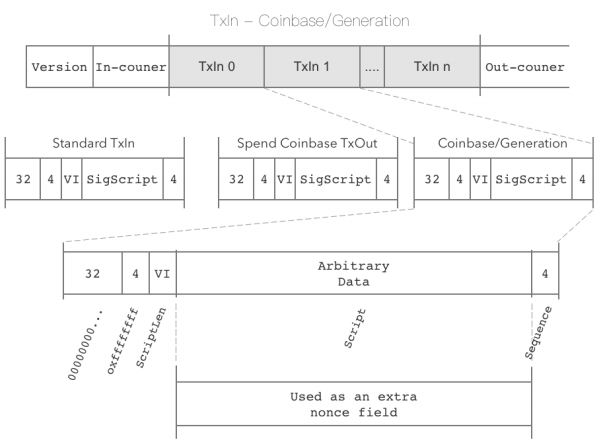 TxIn – Coinbase/Generation
Version In-couner TxIn 0 TxIn 1 .... TxIn n Out-couner
Standard TxIn Spend Coinbase TxOut Coinbase/Generation
32 4 VI SigScript 4 32 4 VI SigScript 4 32 4 VI SigScript 4
32 4 VI Arbitrary 4
Data
00000000... oxffffffff ScriptLen Script Sequence
Used as an extra
nonce field